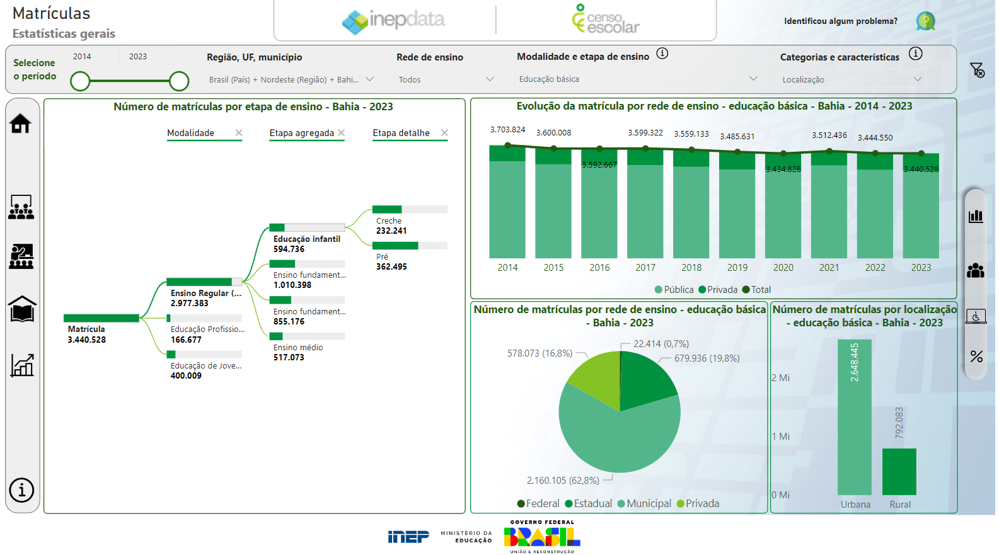 Matrículas
Estatísticas gerais
inepdata
censo
escolar
Identificou algum problema?
Selecione
o período
2014
2023
Região, UF, município
Brasil (País) + Nordeste (Região) + Bahi...
Rede de ensino
Todos
Modalidade e etapa de ensino
Educação básica
Categorias e características
Localização
Número de matrículas por etapa de ensino - Bahia - 2023
Modalidade
Etapa agregada
Etapa detalhe
Creche
232.241
Educação infantil
594.736
Pré
362.495
Ensino fundament...
1.010.398
Ensino Regular (...
2.977.383
Ensino fundament...
855.176
Matrícula
3.440.528
Educação Profissio...
166.677
Ensino médio
517.073
Educação de Jove...
400.009
Evolução da matrícula por rede de ensino - educação básica - Bahia - 2014 - 2023
3.703.824
3.600.008
3.592.667
3.599.322
3.559.133
3.485.631
3.434.828
3.512.436
3.444.550
3.440.528
2014
2015
2016
2017
2018
2019
2020
2021
2022
2023
Pública
Privada
Total
Número de matrículas por rede de ensino - educação básica
- Bahia - 2023
22.414 (0,7%)
578.073 (16,8%)
679.936 (19,8%)
2.160.105 (62,8%)
Federal
Estadual
Municipal
Privada
Número de matrículas por localização
- educação básica - Bahia - 2023
2 Mi
1 Mi
0 Mi
2.648.445
792.083
Urbana
Rural
%
inep
MINISTÉRIO DA
EDUCAÇÃO
GOVERNO FEDERAL
BRASIL
UNIÃO E RECONSTRUÇÃO